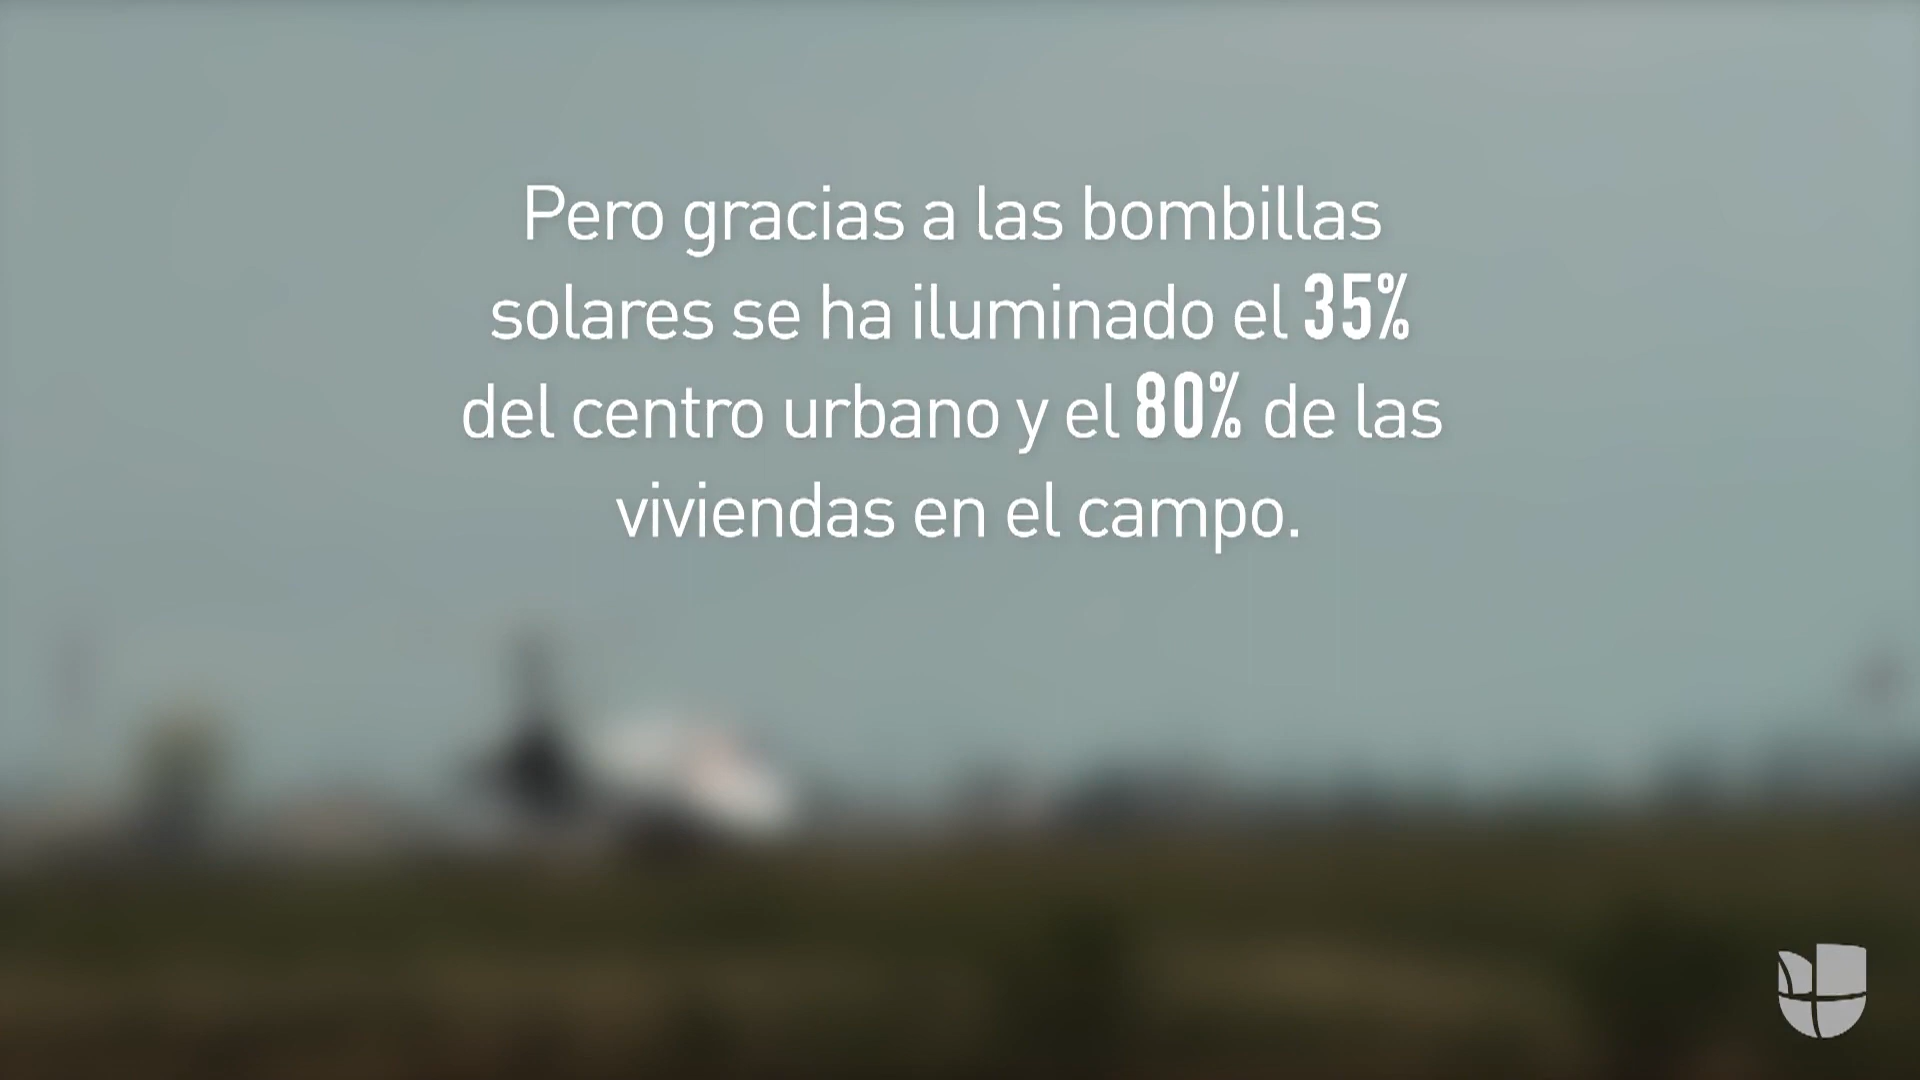 Pero gracias a las bombillas
solares se ha iluminado el 35%
del centro urbano y el 80% de las
viviendas en el campo.